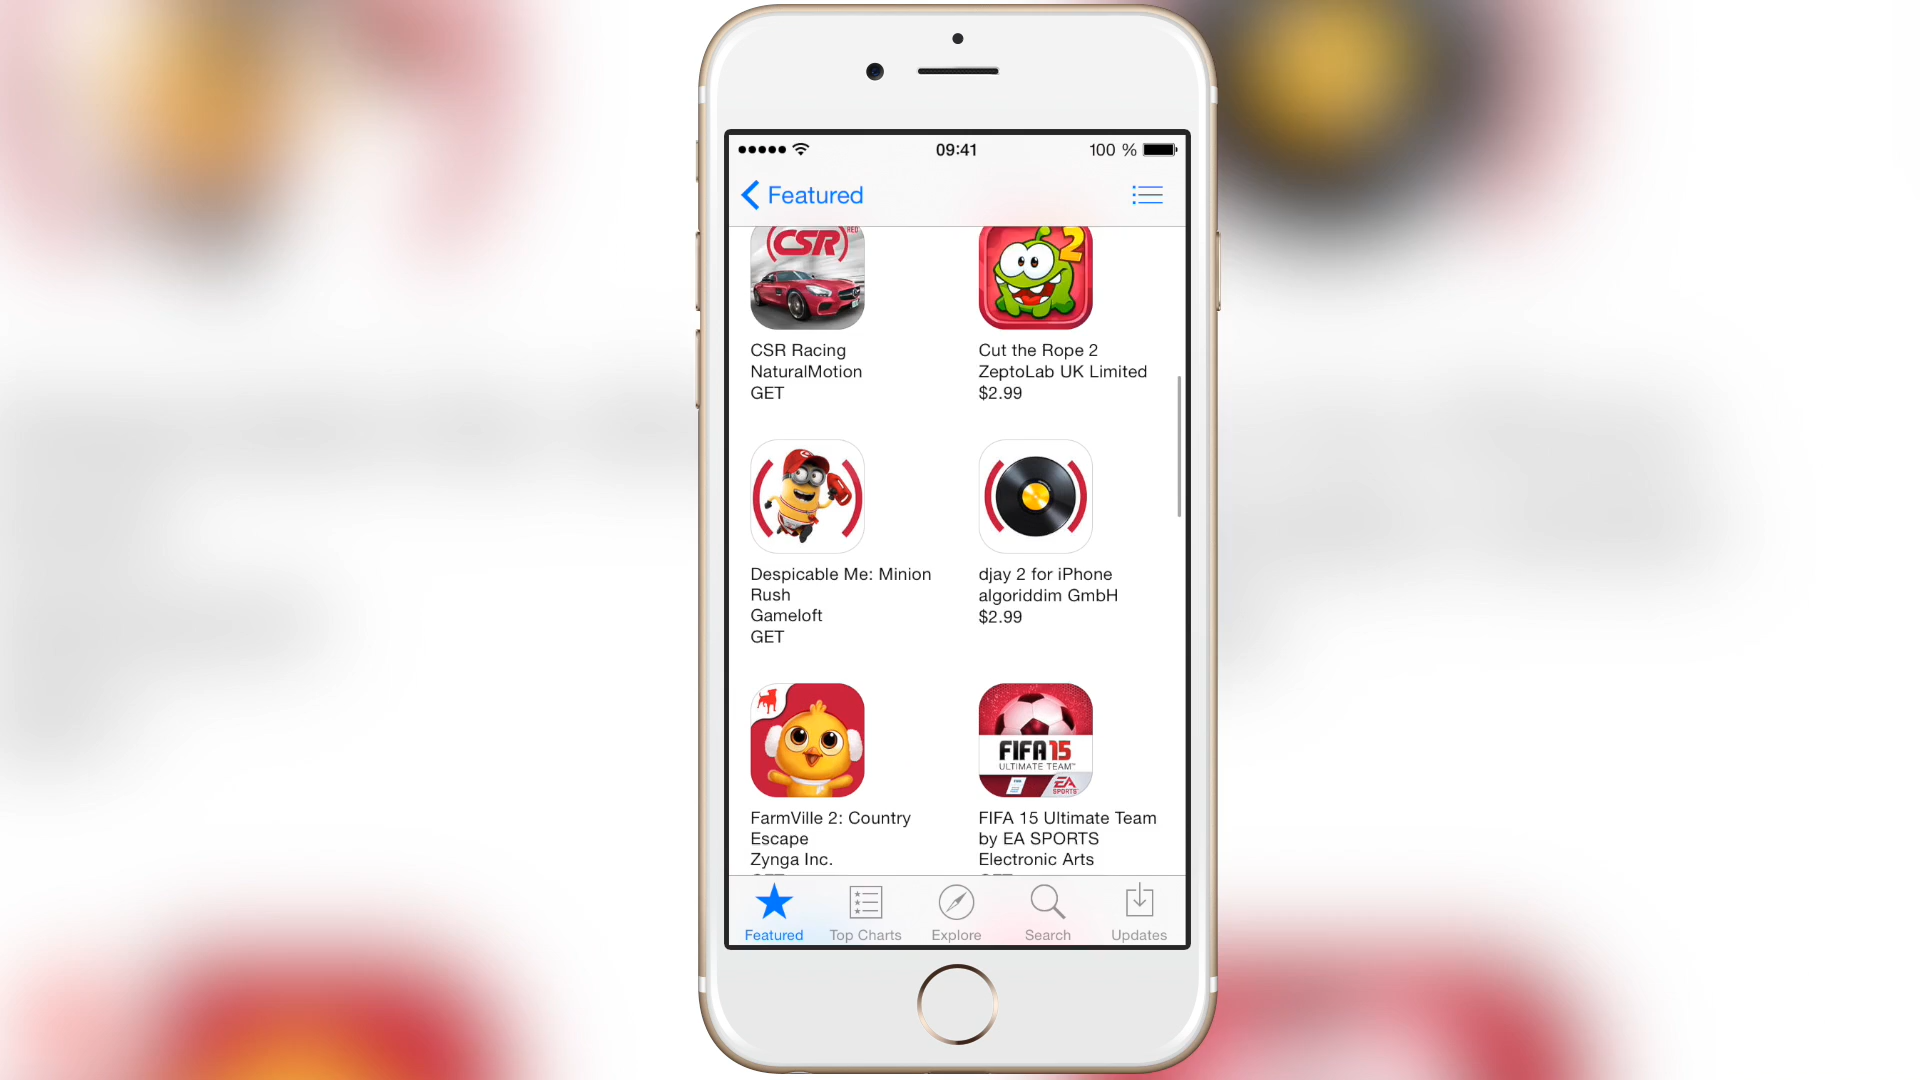 09:41
100 %
Featured
CSR RED
CSR Racing
NaturalMotion
GET
2
Cut the Rope 2
ZeptoLab UK Limited
$2.99
Despicable Me: Minion
Rush
Gameloft
GET
djay 2 for iPhone
algoriddim GmbH
$2.99
FarmVille 2: Country
Escape
Zynga Inc.
FIFA 15
ULTIMATE TEAM™
EA
SPORTS
FIFA 15 Ultimate Team
by EA SPORTS
Electronic Arts
Featured
Top Charts
Explore
Search
Updates